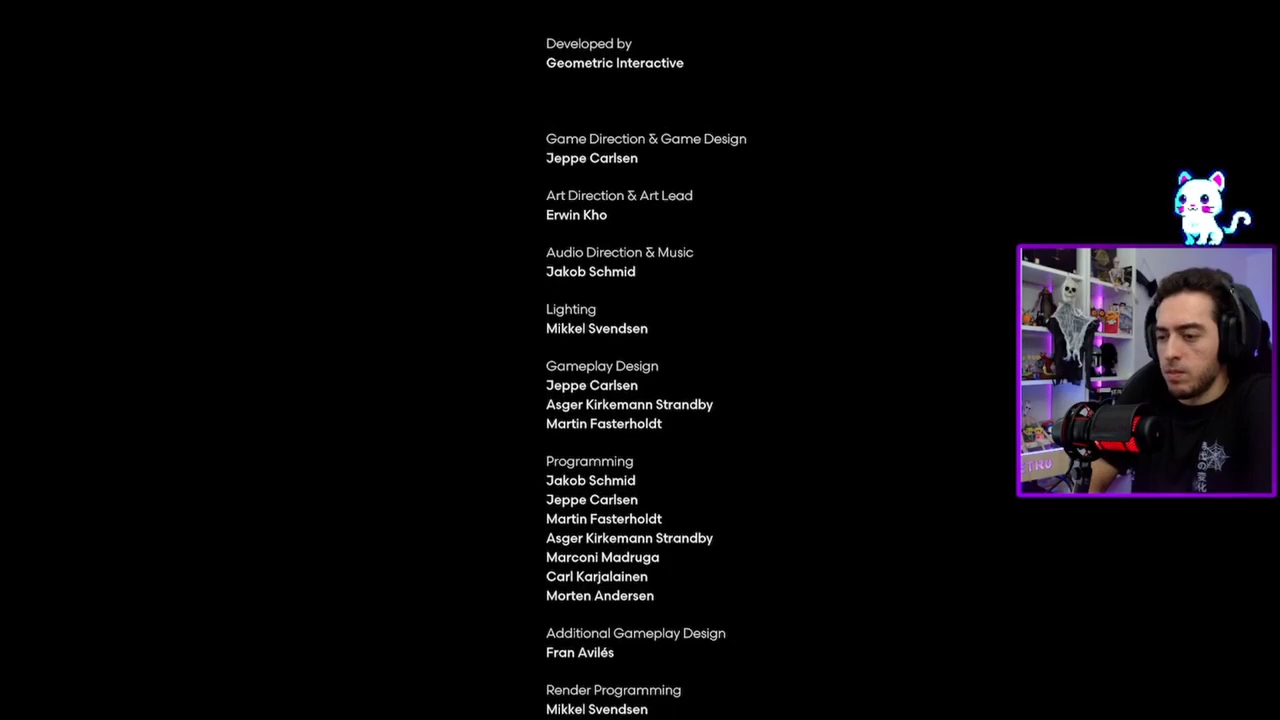 Developed by
Geometric Interactive
Game Direction & Game Design
Jeppe Carlsen
Art Direction & Art Lead
Erwin Kho
Audio Direction & Music
Jakob Schmid
Lighting
Mikkel Svendsen
Gameplay Design
Jeppe Carlsen
Asger Kirkemann Strandby
Martin Fasterholdt
Programming
Jakob Schmid
Jeppe Carlsen
Martin Fasterholdt
Asger Kirkemann Strandby
Marconi Madruga
Carl Karjalainen
Morten Andersen
Additional Gameplay Design
Fran Avilés
Render Programming
Mikkel Svendsen